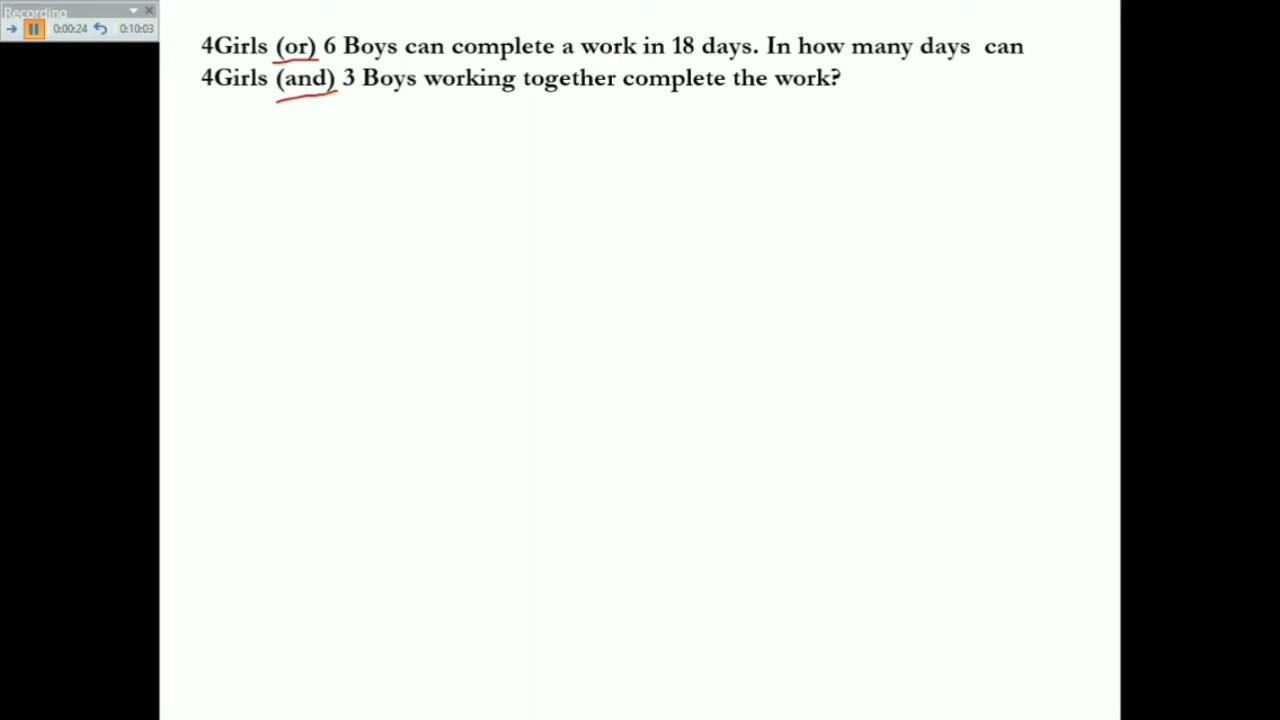 Recording
0:00:24 0:10:03
4Girls (or) 6 Boys can complete a work in 18 days. In how many days can
4Girls (and) 3 Boys working together complete the work?